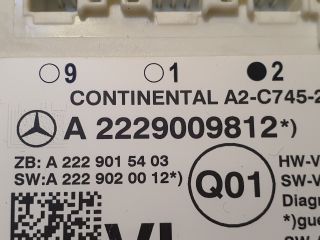 9 1 2
CONTINENTAL A2-C745-2
A 2229009812*)
ZB: A 222 901 54 03
SW: A 222 902 00 12*)
Q01
HW-V
SW-V
Diag
*)gue